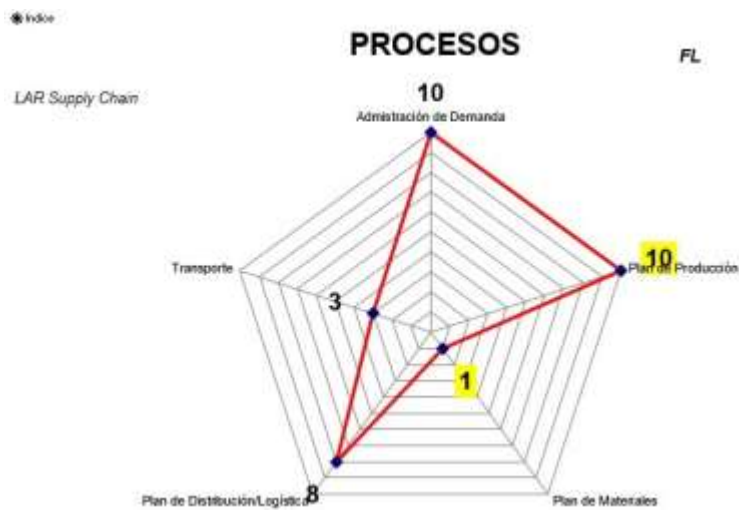 Indice
PROCESOS
FL
LAR Supply Chain
10
Admistración de Demanda
10
Plan de Producción
Transporte
3
1
Plan de Distribución/Logística
8
Plan de Materiales